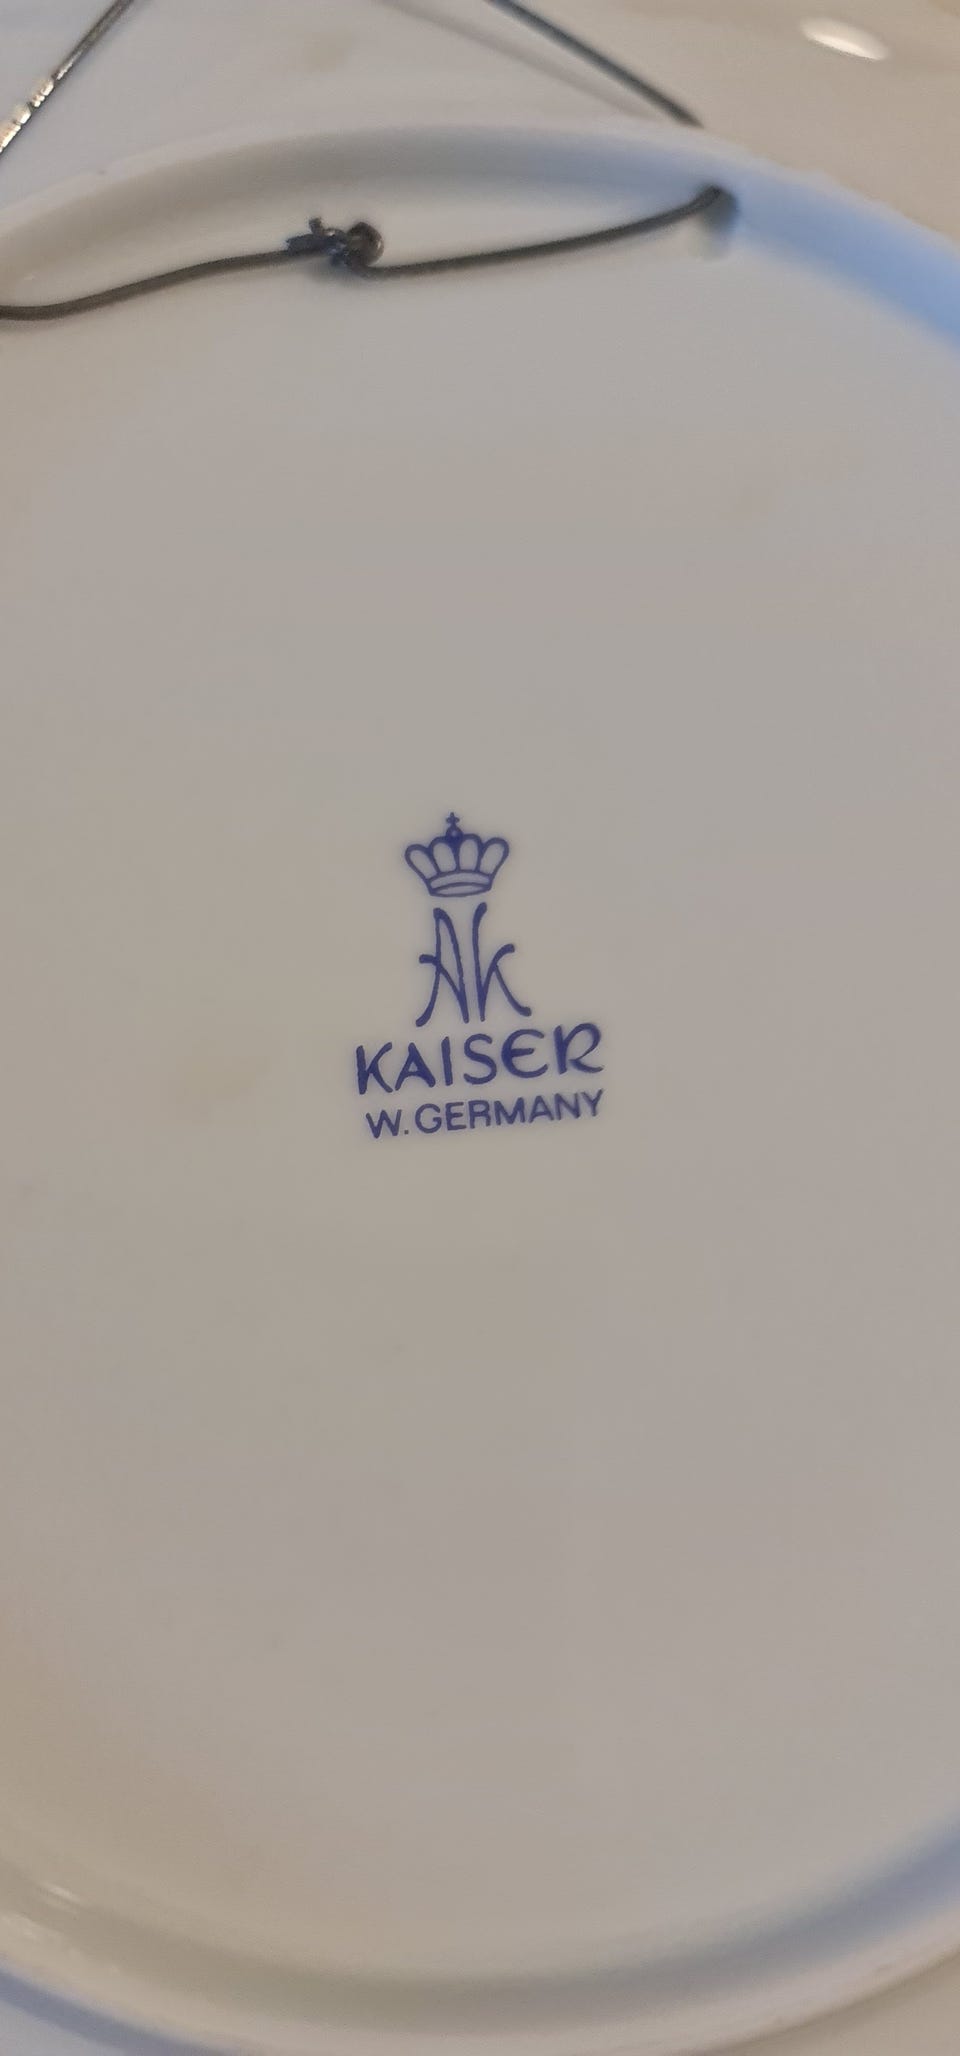 AK
KAISER
W. GERMANY